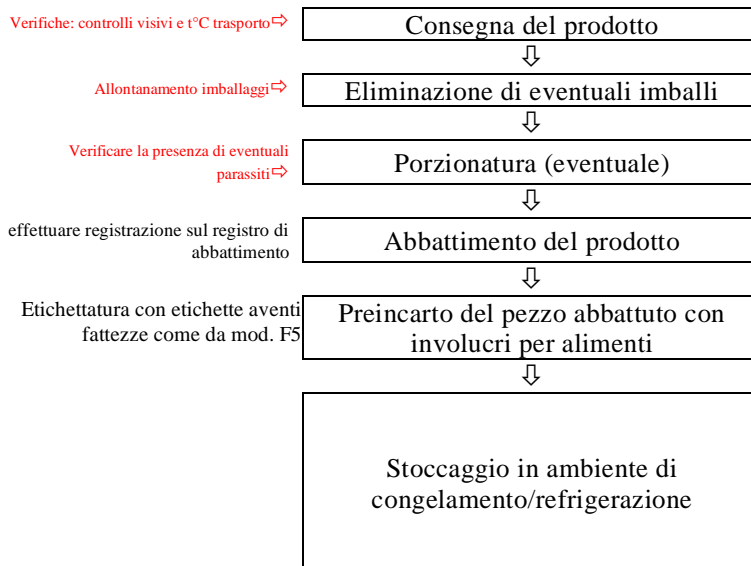 Verifiche: controlli visivi e t°C trasporto⇨
Consegna del prodotto
⇩
Allontanamento imballaggi⇨
Eliminazione di eventuali imballi
⇩
Verificare la presenza di eventuali
parassiti⇨
Porzionatura (eventuale)
⇩
effettuare registrazione sul registro di
abbattimento
Abbattimento del prodotto
⇩
Etichettatura con etichette aventi
fattezze come da mod. F5
Preincarto del pezzo abbattuto con
involucri per alimenti
⇩
Stoccaggio in ambiente di
congelamento/refrigerazione